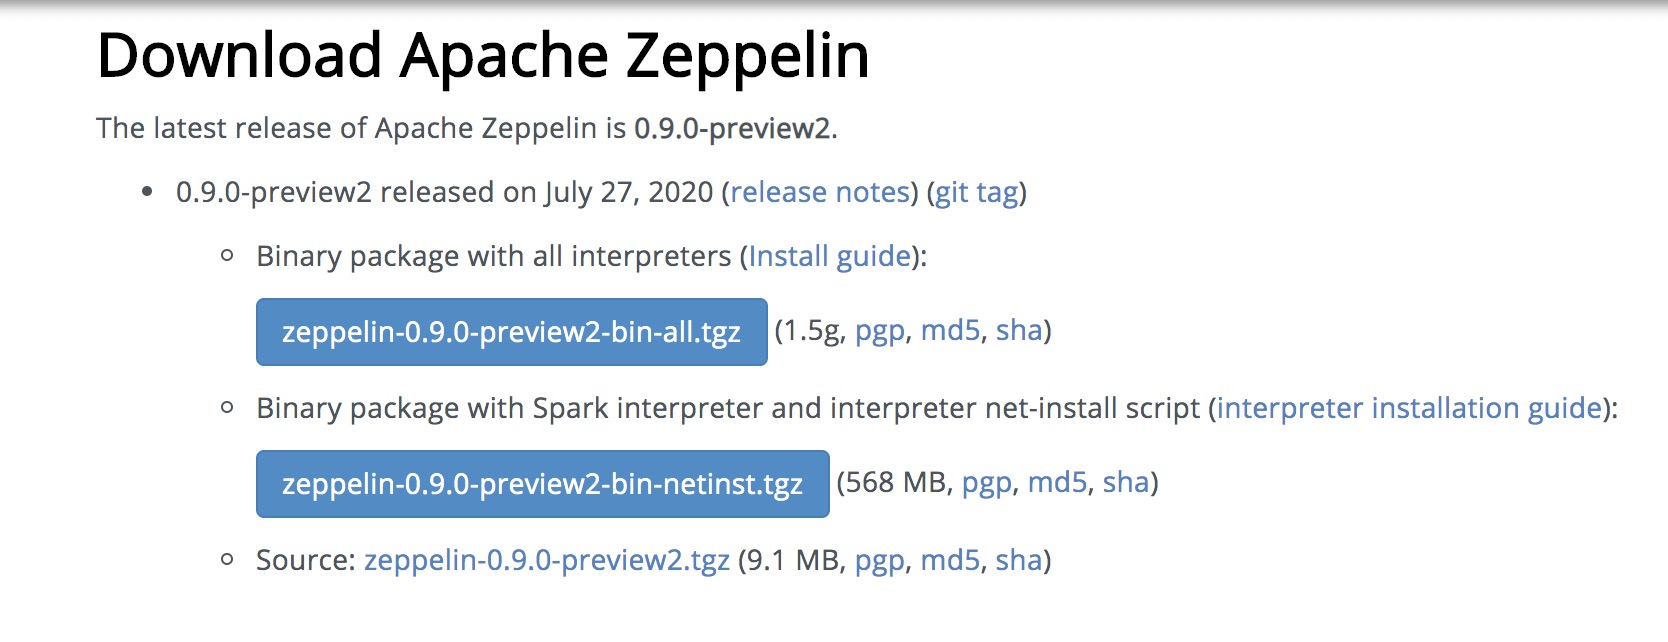 Download Apache Zeppelin
The latest release of Apache Zeppelin is 0.9.0-preview2.
• 0.9.0-preview2 released on July 27, 2020 (release notes) (git tag)
◦ Binary package with all interpreters (Install guide):
zeppelin-0.9.0-preview2-bin-all.tgz (1.5g, pgp, md5, sha)
◦ Binary package with Spark interpreter and interpreter net-install script (interpreter installation guide):
zeppelin-0.9.0-preview2-bin-netinst.tgz (568 MB, pgp, md5, sha)
◦ Source: zeppelin-0.9.0-preview2.tgz (9.1 MB, pgp, md5, sha)